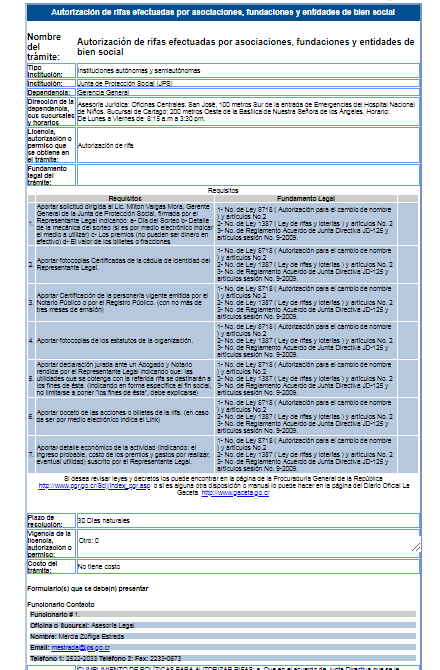 Autorización de rifas efectuadas por asociaciones, fundaciones y entidades de bien social
Nombre del trámite:
Autorización de rifas efectuadas por asociaciones, fundaciones y entidades de bien social
Tipo Institución:
Instituciones autónomas y semiautónomas
Institución:
Junta de Protección Social (JPS)
Dependencia:
Gerencia General
Dirección de la dependencia, sus sucursales y horarios
Asesoría Jurídica: Oficinas Centrales: San José, 100 metros Sur de la entrada de Emergencias del Hospital Nacional
de Niños. Sucursal de Cartago: 200 metros Oeste de la Basílica de Nuestra Señora de los Ángeles. Horario:
De Lunes a Viernes de 8:15 a.m a 3:30 pm.
Licencia, autorización o permiso que se obtiene en el trámite:
Autorización de rifa
Fundamento legal del trámite:
Requisitos
Requisitos
Fundamento Legal
1.
Aportar solicitud dirigida al Lic. Milton Vargas Mora, Gerente
General de la Junta de Protección Social, firmada por el
Representante Legal indicando: a- Día del Sorteo b- Detalle
de la mecánica del sorteo (si es por medio electrónico indicar
el medio a utilizar) c- Los premios (no pueden ser dinero en
efectivo) d- El valor de los billetes o fracciones
1- No. de Ley 8718 ( Autorización para el cambio de nombre
) y artículos No.2
2- No. de Ley 1387 ( Ley de rifas y loterías ) y artículos No. 2
3- No. de Reglamento Acuerdo de Junta Directiva JD-125 y
artículos sesión No. 9-2009.
2.
Aportar fotocopias Certificadas de la cédula de identidad del
Representante Legal.
1- No. de Ley 8718 ( Autorización para el cambio de nombre
) y artículos No.2
2- No. de Ley 1387 ( Ley de rifas y loterías ) y artículos No. 2
3- No. de Reglamento Acuerdo de Junta Directiva JD-125 y
artículos sesión No. 9-2009.
3.
Aportar Certificación de la personería vigente emitida por el
Notario Público o por el Registro Público. (con no más de
tres meses de emisión)
1- No. de Ley 8718 ( Autorización para el cambio de nombre
) y artículos No.2
2- No. de Ley 1387 ( Ley de rifas y loterías ) y artículos No. 2
3- No. de Reglamento Acuerdo de Junta Directiva JD-125 y
artículos sesión No. 9-2009.
4.
Aportar fotocopias de los estatutos de la organización.
1- No. de Ley 8718 ( Autorización para el cambio de nombre
) y artículos No.2
2- No. de Ley 1387 ( Ley de rifas y loterías ) y artículos No. 2
3- No. de Reglamento Acuerdo de Junta Directiva JD-125 y
artículos sesión No. 9-2009.
5.
Aportar declaración jurada ante un Abogado y Notario
rendida por el Representante Legal indicando que: las
utilidades que se obtenga con la referida rifa se destinarán a
los fines de ésta. (indicando en forma específica el fin social,
no limitarse a poner "los fines de ésta", debe explicarse)
1- No. de Ley 8718 ( Autorización para el cambio de nombre
) y artículos No.2
2- No. de Ley 1387 ( Ley de rifas y loterías ) y artículos No. 2
3- No. de Reglamento Acuerdo de Junta Directiva JD-125 y
artículos sesión No. 9-2009.
6.
Aportar boceto de las acciones o billetes de la rifa. (en caso
de ser por medio electrónico indica el Link)
1- No. de Ley 8718 ( Autorización para el cambio de nombre
) y artículos No.2
2- No. de Ley 1387 ( Ley de rifas y loterías ) y artículos No. 2
3- No. de Reglamento Acuerdo de Junta Directiva JD-125 y
artículos sesión No. 9-2009.
7.
Aportar detalle económico de la actividad (indicando: el
ingreso probable, costo de los premios y gastos por realizar,
eventual utilidad) suscrito por el Representante Legal.
1- No. de Ley 8718 ( Autorización para el cambio de nombre
) y artículos No.2
2- No. de Ley 1387 ( Ley de rifas y loterías ) y artículos No. 2
3- No. de Reglamento Acuerdo de Junta Directiva JD-125 y
artículos sesión No. 9-2009.
Si desea revisar leyes y decretos los puede encontrar en la página de la Procuraduría General de la República
http://www.pgr.go.cr/Scij/index_pgr.asp o si es alguna otra disposición o manual lo puede hacer en la página del Diario Oficial La
Gaceta http://www.gaceta.go.cr
Plazo de resolución:
30 Días naturales
Vigencia de la licencia, autorización o permiso:
Otro: 0
Costo del trámite:
No tiene costo
Formulario(s) que se debe(n) presentar
Funcionario Contacto
Funcionario # 1.
Oficina o Sucursal: Asesoría Legal
Nombre: Mercia Zúñiga Estrada
Email: mestrada@jps.go.cr
Teléfono 1: 2522-2033 Teléfono 2: Fax: 2233-0673